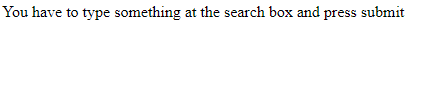 You have to type something at the search box and press submit